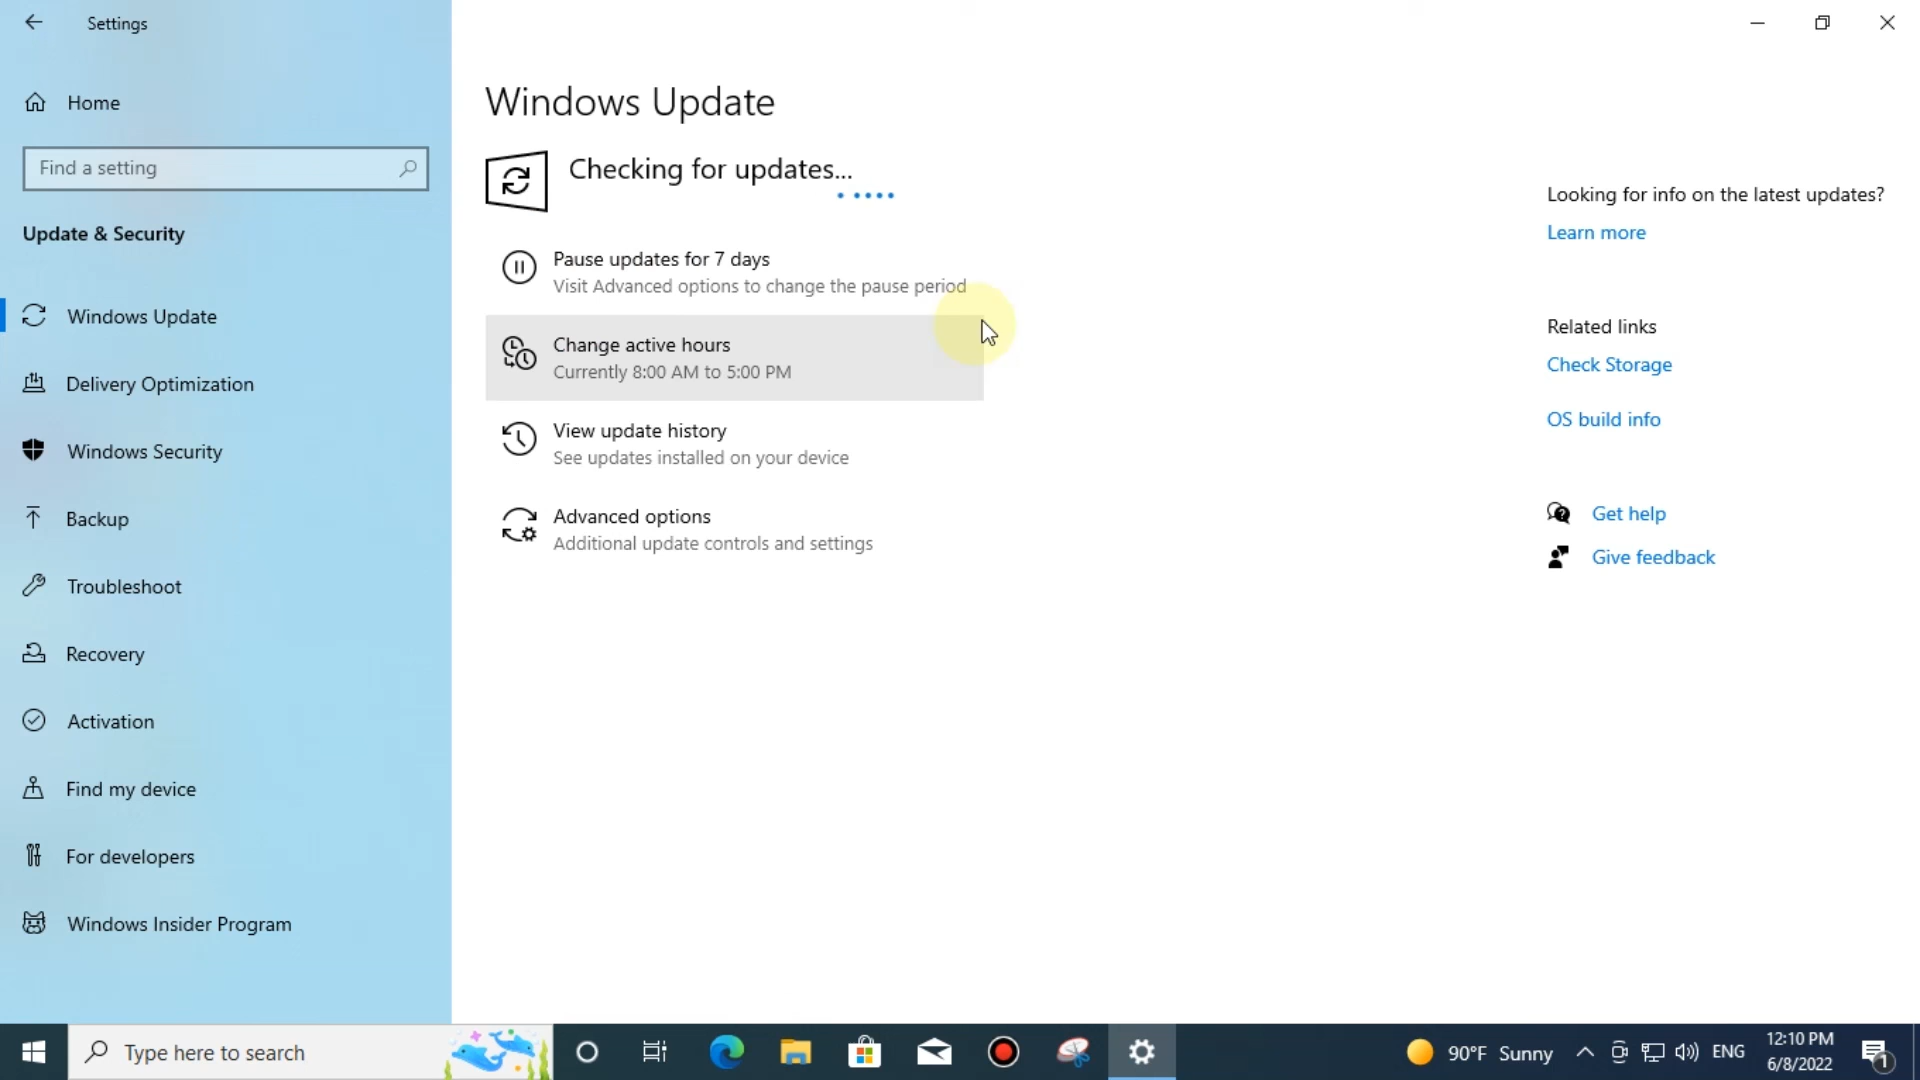 Settings
Home
Find a setting
Update & Security
Windows Update
Delivery Optimization
Windows Security
Backup
Troubleshoot
Recovery
Activation
Find my device
For developers
Windows Insider Program
Windows Update
Checking for updates...
Pause updates for 7 days
Visit Advanced options to change the pause period
Change active hours
Currently 8:00 AM to 5:00 PM
View update history
See updates installed on your device
Advanced options
Additional update controls and settings
Looking for info on the latest updates?
Learn more
Related links
Check Storage
OS build info
Get help
Give feedback
Type here to search
90°F Sunny
ENG
12:10 PM
6/8/2022
1